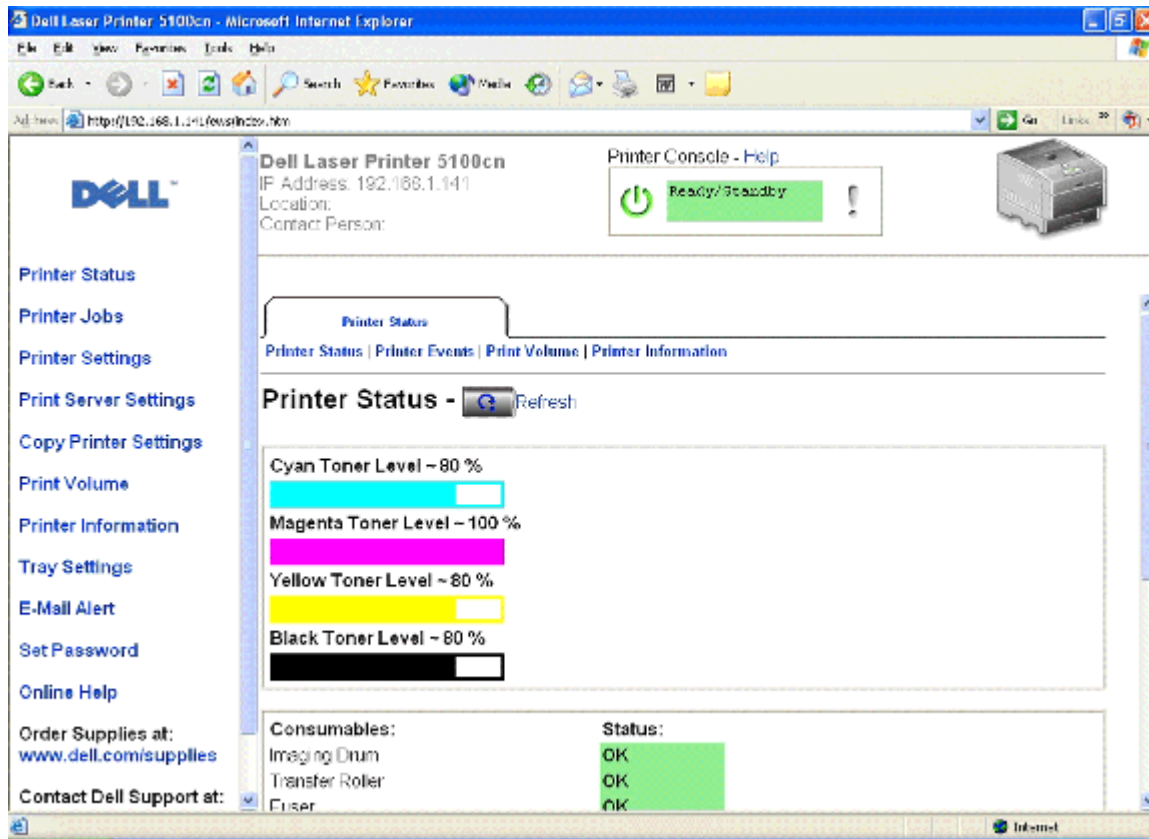 Dell Laser Printer 5100cn - Microsoft Internet Explorer
File Edit View Favorites Tools Help
Back Search Favorites Media
Address http://192.168.1.141/ews/index.htm Go Links »
DELL™
Dell Laser Printer 5100cn
IP Address: 192.168.1.141
Location:
Contact Person:
Printer Console - Help
Ready/Standby
Printer Status
Printer Jobs
Printer Settings
Print Server Settings
Copy Printer Settings
Print Volume
Printer Information
Tray Settings
E-Mail Alert
Set Password
Online Help
Order Supplies at:
www.dell.com/supplies
Contact Dell Support at:
Printer Status
Printer Status | Printer Events | Print Volume | Printer Information
Printer Status - Refresh
Cyan Toner Level ~ 80 %
Magenta Toner Level ~ 100 %
Yellow Toner Level ~ 80 %
Black Toner Level ~ 80 %
Consumables: Status:
Imaging Drum OK
Transfer Roller OK
Fuser OK
Internet